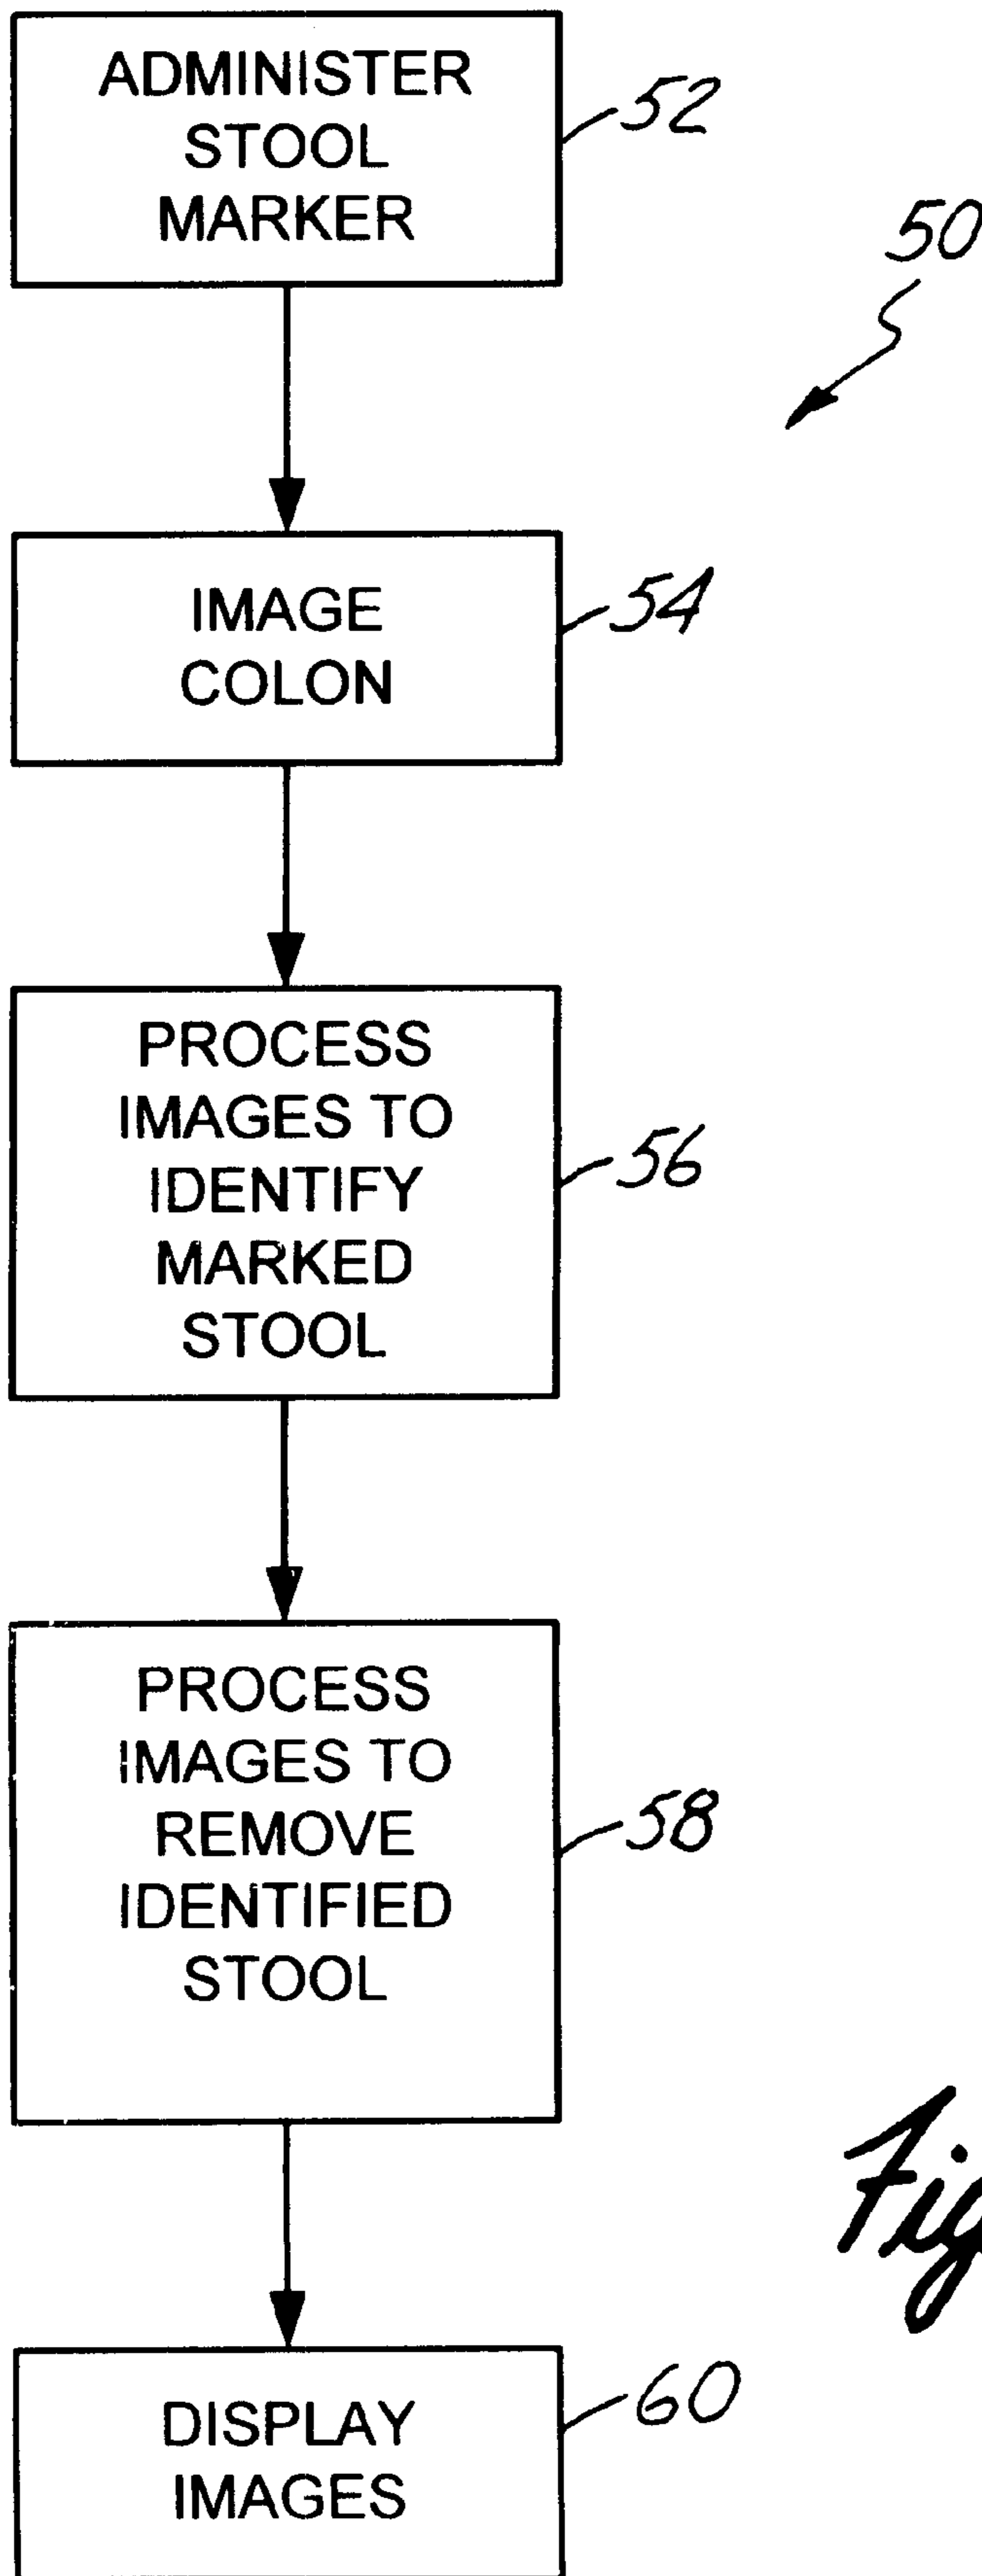 ADMINISTER
STOOL
MARKER
52
50
IMAGE
COLON
54
PROCESS
IMAGES TO
IDENTIFY
MARKED
STOOL
56
PROCESS
IMAGES TO
REMOVE
IDENTIFIED
STOOL
58
Fig
DISPLAY
IMAGES
60